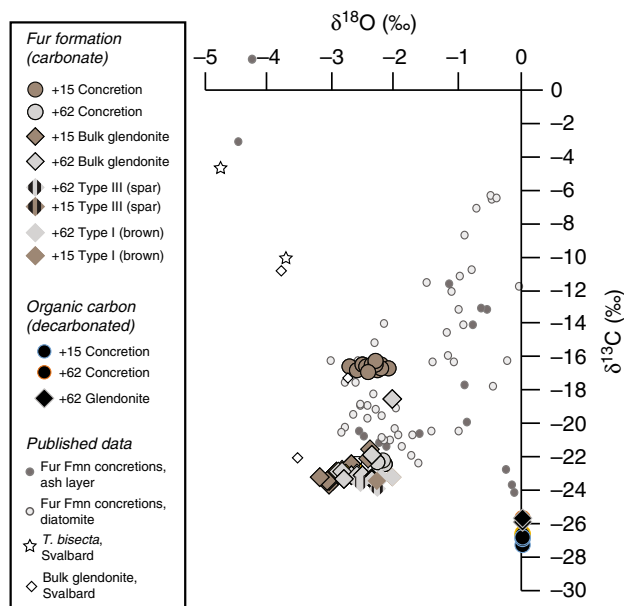 δ18O (‰)
−5 −4 −3 −2 −1 0
Fur formation
(carbonate)
+15 Concretion
+62 Concretion
+15 Bulk glendonite
+62 Bulk glendonite
+62 Type III (spar)
+15 Type III (spar)
+62 Type I (brown)
+15 Type I (brown)
Organic carbon
(decarbonated)
+15 Concretion
+62 Concretion
+62 Glendonite
Published data
Fur Fmn concretions,
ash layer
Fur Fmn concretions,
diatomite
T. bisecta,
Svalbard
Bulk glendonite,
Svalbard
0
−2
−4
−6
−8
−10
−12
−14
−16
−18
−20
−22
−24
−26
−28
−30
δ13C (‰)